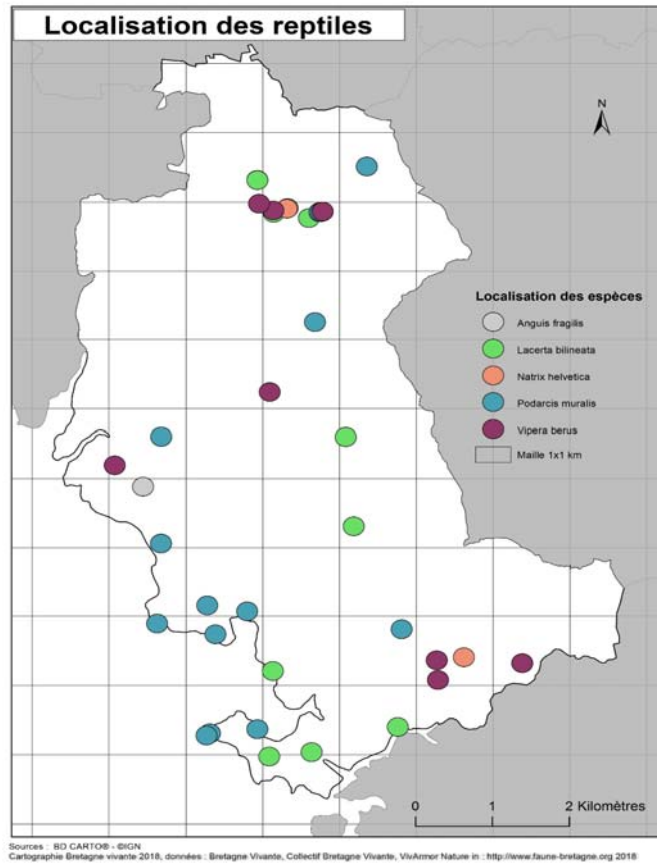 Localisation des reptiles
N
Localisation des espèces
Anguis fragilis
Lacerta bilineata
Natrix helvetica
Podarcis muralis
Vipera berus
Maille 1x1 km
0 1 2 Kilomètres
Sources : BD CARTO® - ©IGN
Cartographie Bretagne vivante 2018, données : Bretagne Vivante, Collectif Bretagne Vivante, VivArmor Nature in : http://www.faune-bretagne.org 2018